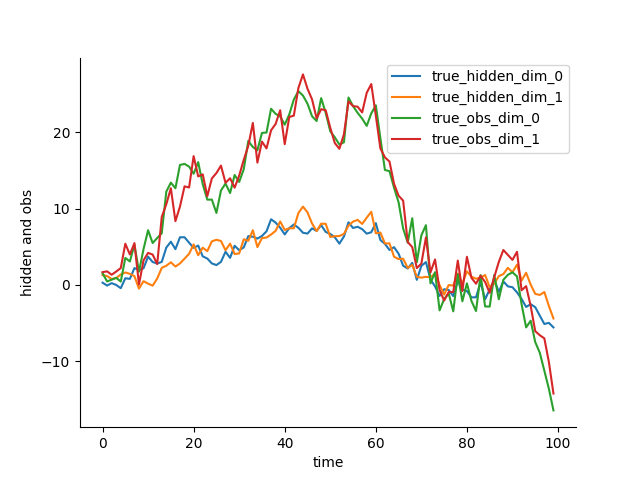 true_hidden_dim_0
true_hidden_dim_1
true_obs_dim_0
true_obs_dim_1
hidden and obs
20
10
0
−10
0
20
40
60
80
100
time